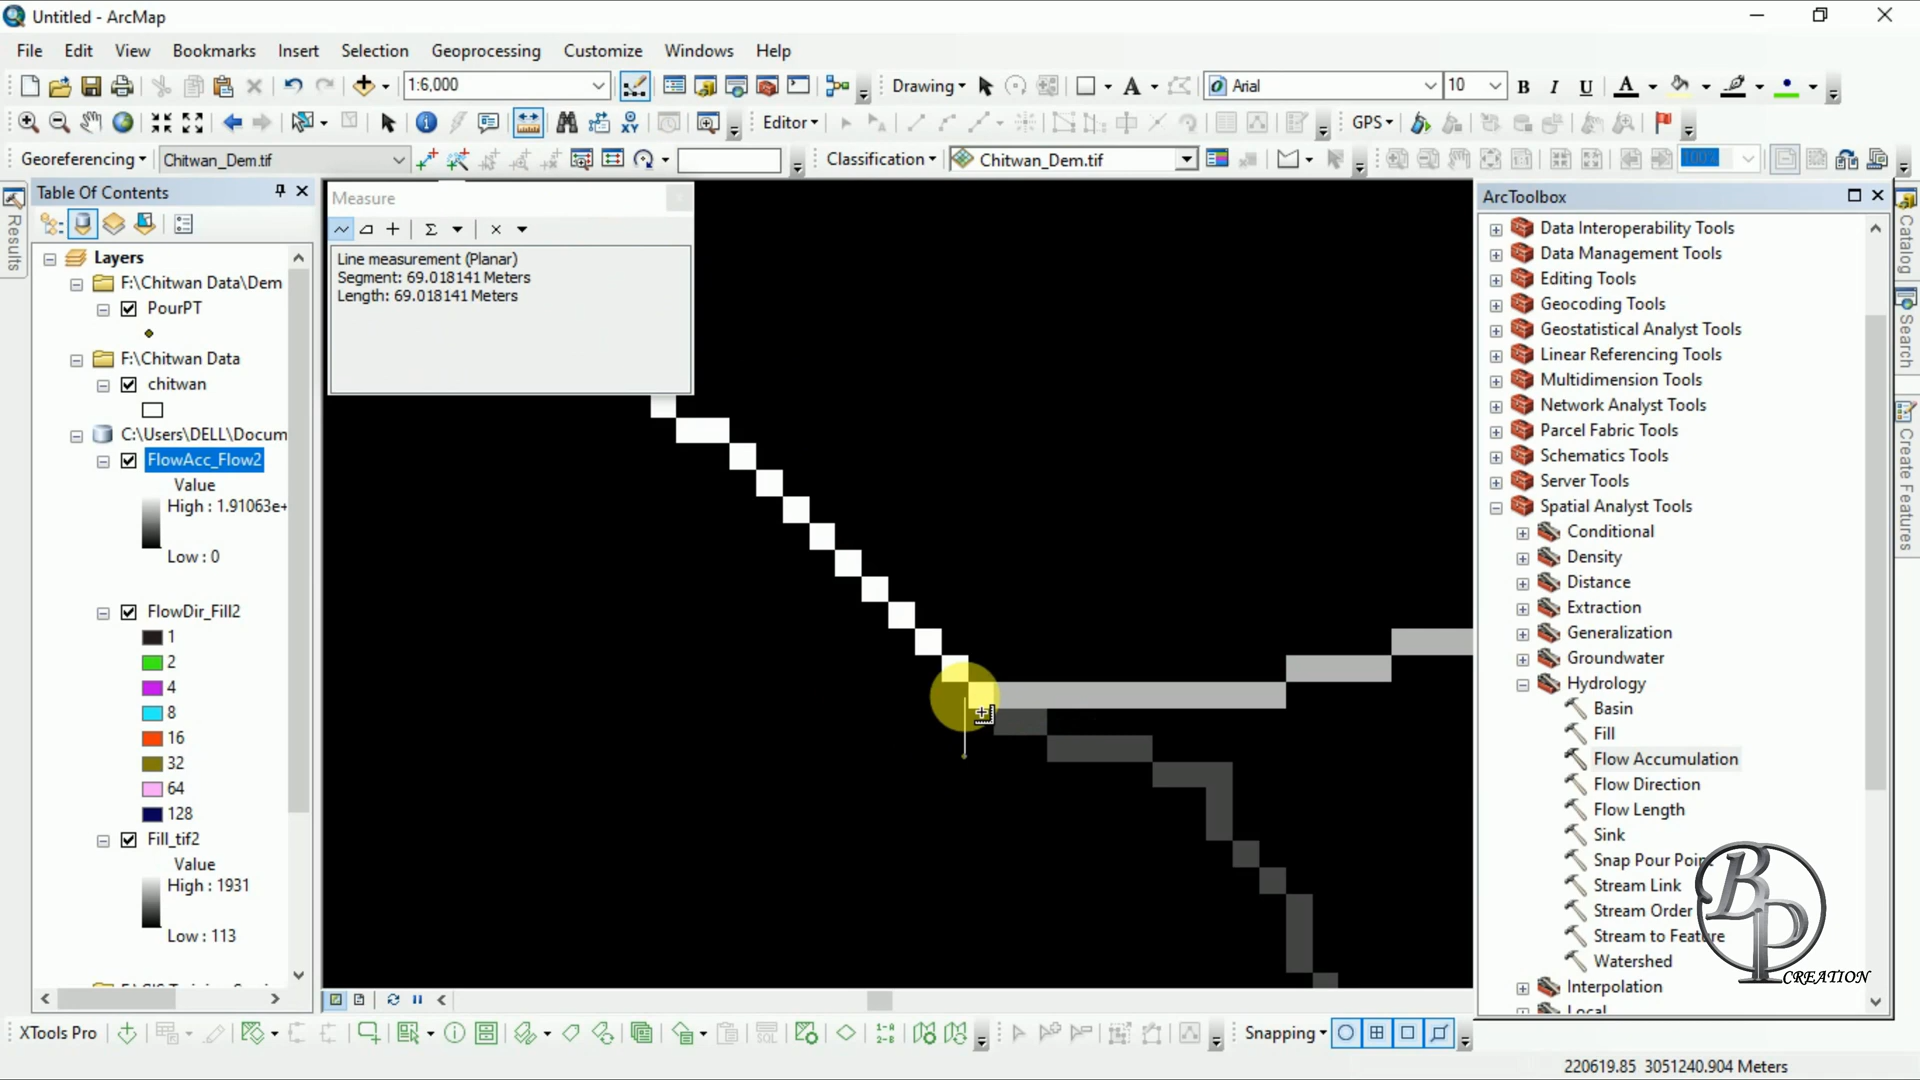 Untitled - ArcMap
File Edit View Bookmarks Insert Selection Geoprocessing Customize Windows Help
1:6,000 Drawing Arial 10 B I U A
Editor GPS
Georeferencing Chitwan_Dem.tif Classification Chitwan_Dem.tif 100%
Table Of Contents
Results
Layers
F:\Chitwan Data\Dem
PourPT
F:\Chitwan Data
chitwan
C:\Users\DELL\Docum
FlowAcc_Flow2
Value
High : 1.91063e+
Low : 0
FlowDir_Fill2
1
2
4
8
16
32
64
128
Fill_tif2
Value
High : 1931
Low : 113
Measure
Line measurement (Planar)
Segment: 69.018141 Meters
Length: 69.018141 Meters
ArcToolbox
Data Interoperability Tools
Data Management Tools
Editing Tools
Geocoding Tools
Geostatistical Analyst Tools
Linear Referencing Tools
Multidimension Tools
Network Analyst Tools
Parcel Fabric Tools
Schematics Tools
Server Tools
Spatial Analyst Tools
Conditional
Density
Distance
Extraction
Generalization
Groundwater
Hydrology
Basin
Fill
Flow Accumulation
Flow Direction
Flow Length
Sink
Snap Pour Poin
Stream Link
Stream Order
Stream to Feature
Watershed
Interpolation
Local
Catalog
Search
Create Features
BP CREATION
XTools Pro Snapping
220619.85 3051240.904 Meters